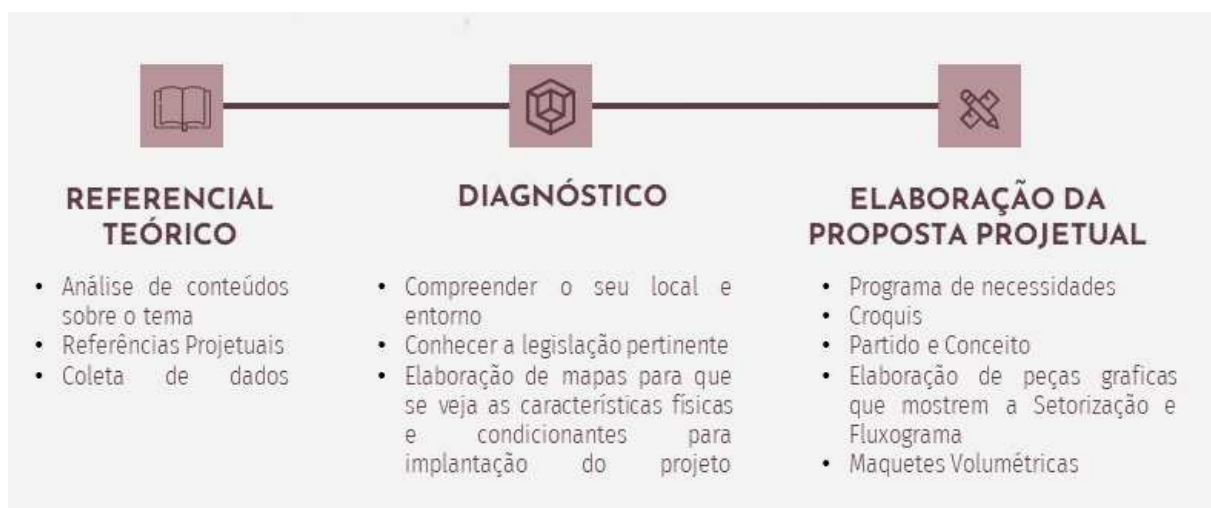 REFERENCIAL
TEÓRICO
• Análise de conteúdos
sobre o tema
• Referências Projetuais
• Coleta de dados
DIAGNÓSTICO
• Compreender o seu local e
entorno
• Conhecer a legislação pertinente
• Elaboração de mapas para que
se veja as características físicas
e condicionantes para
implantação do projeto
ELABORAÇÃO DA
PROPOSTA PROJETUAL
• Programa de necessidades
• Croquis
• Partido e Conceito
• Elaboração de peças graficas
que mostrem a Setorização e
Fluxograma
• Maquetes Volumétricas